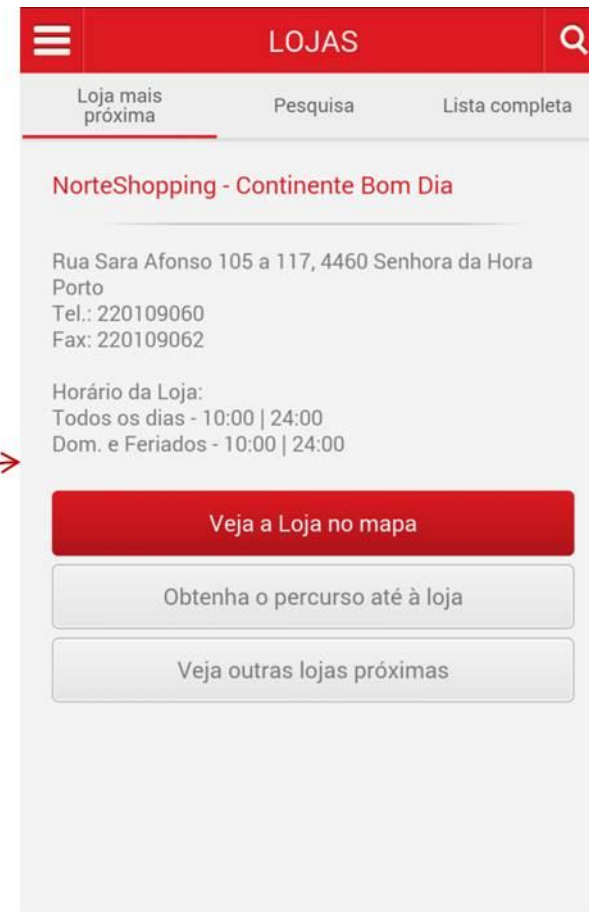 LOJAS
Loja mais
próxima
Pesquisa
Lista completa
NorteShopping - Continente Bom Dia
Rua Sara Afonso 105 a 117, 4460 Senhora da Hora
Porto
Tel.: 220109060
Fax: 220109062
Horário da Loja:
Todos os dias - 10:00 | 24:00
Dom. e Feriados - 10:00 | 24:00
Veja a Loja no mapa
Obtenha o percurso até à loja
Veja outras lojas próximas